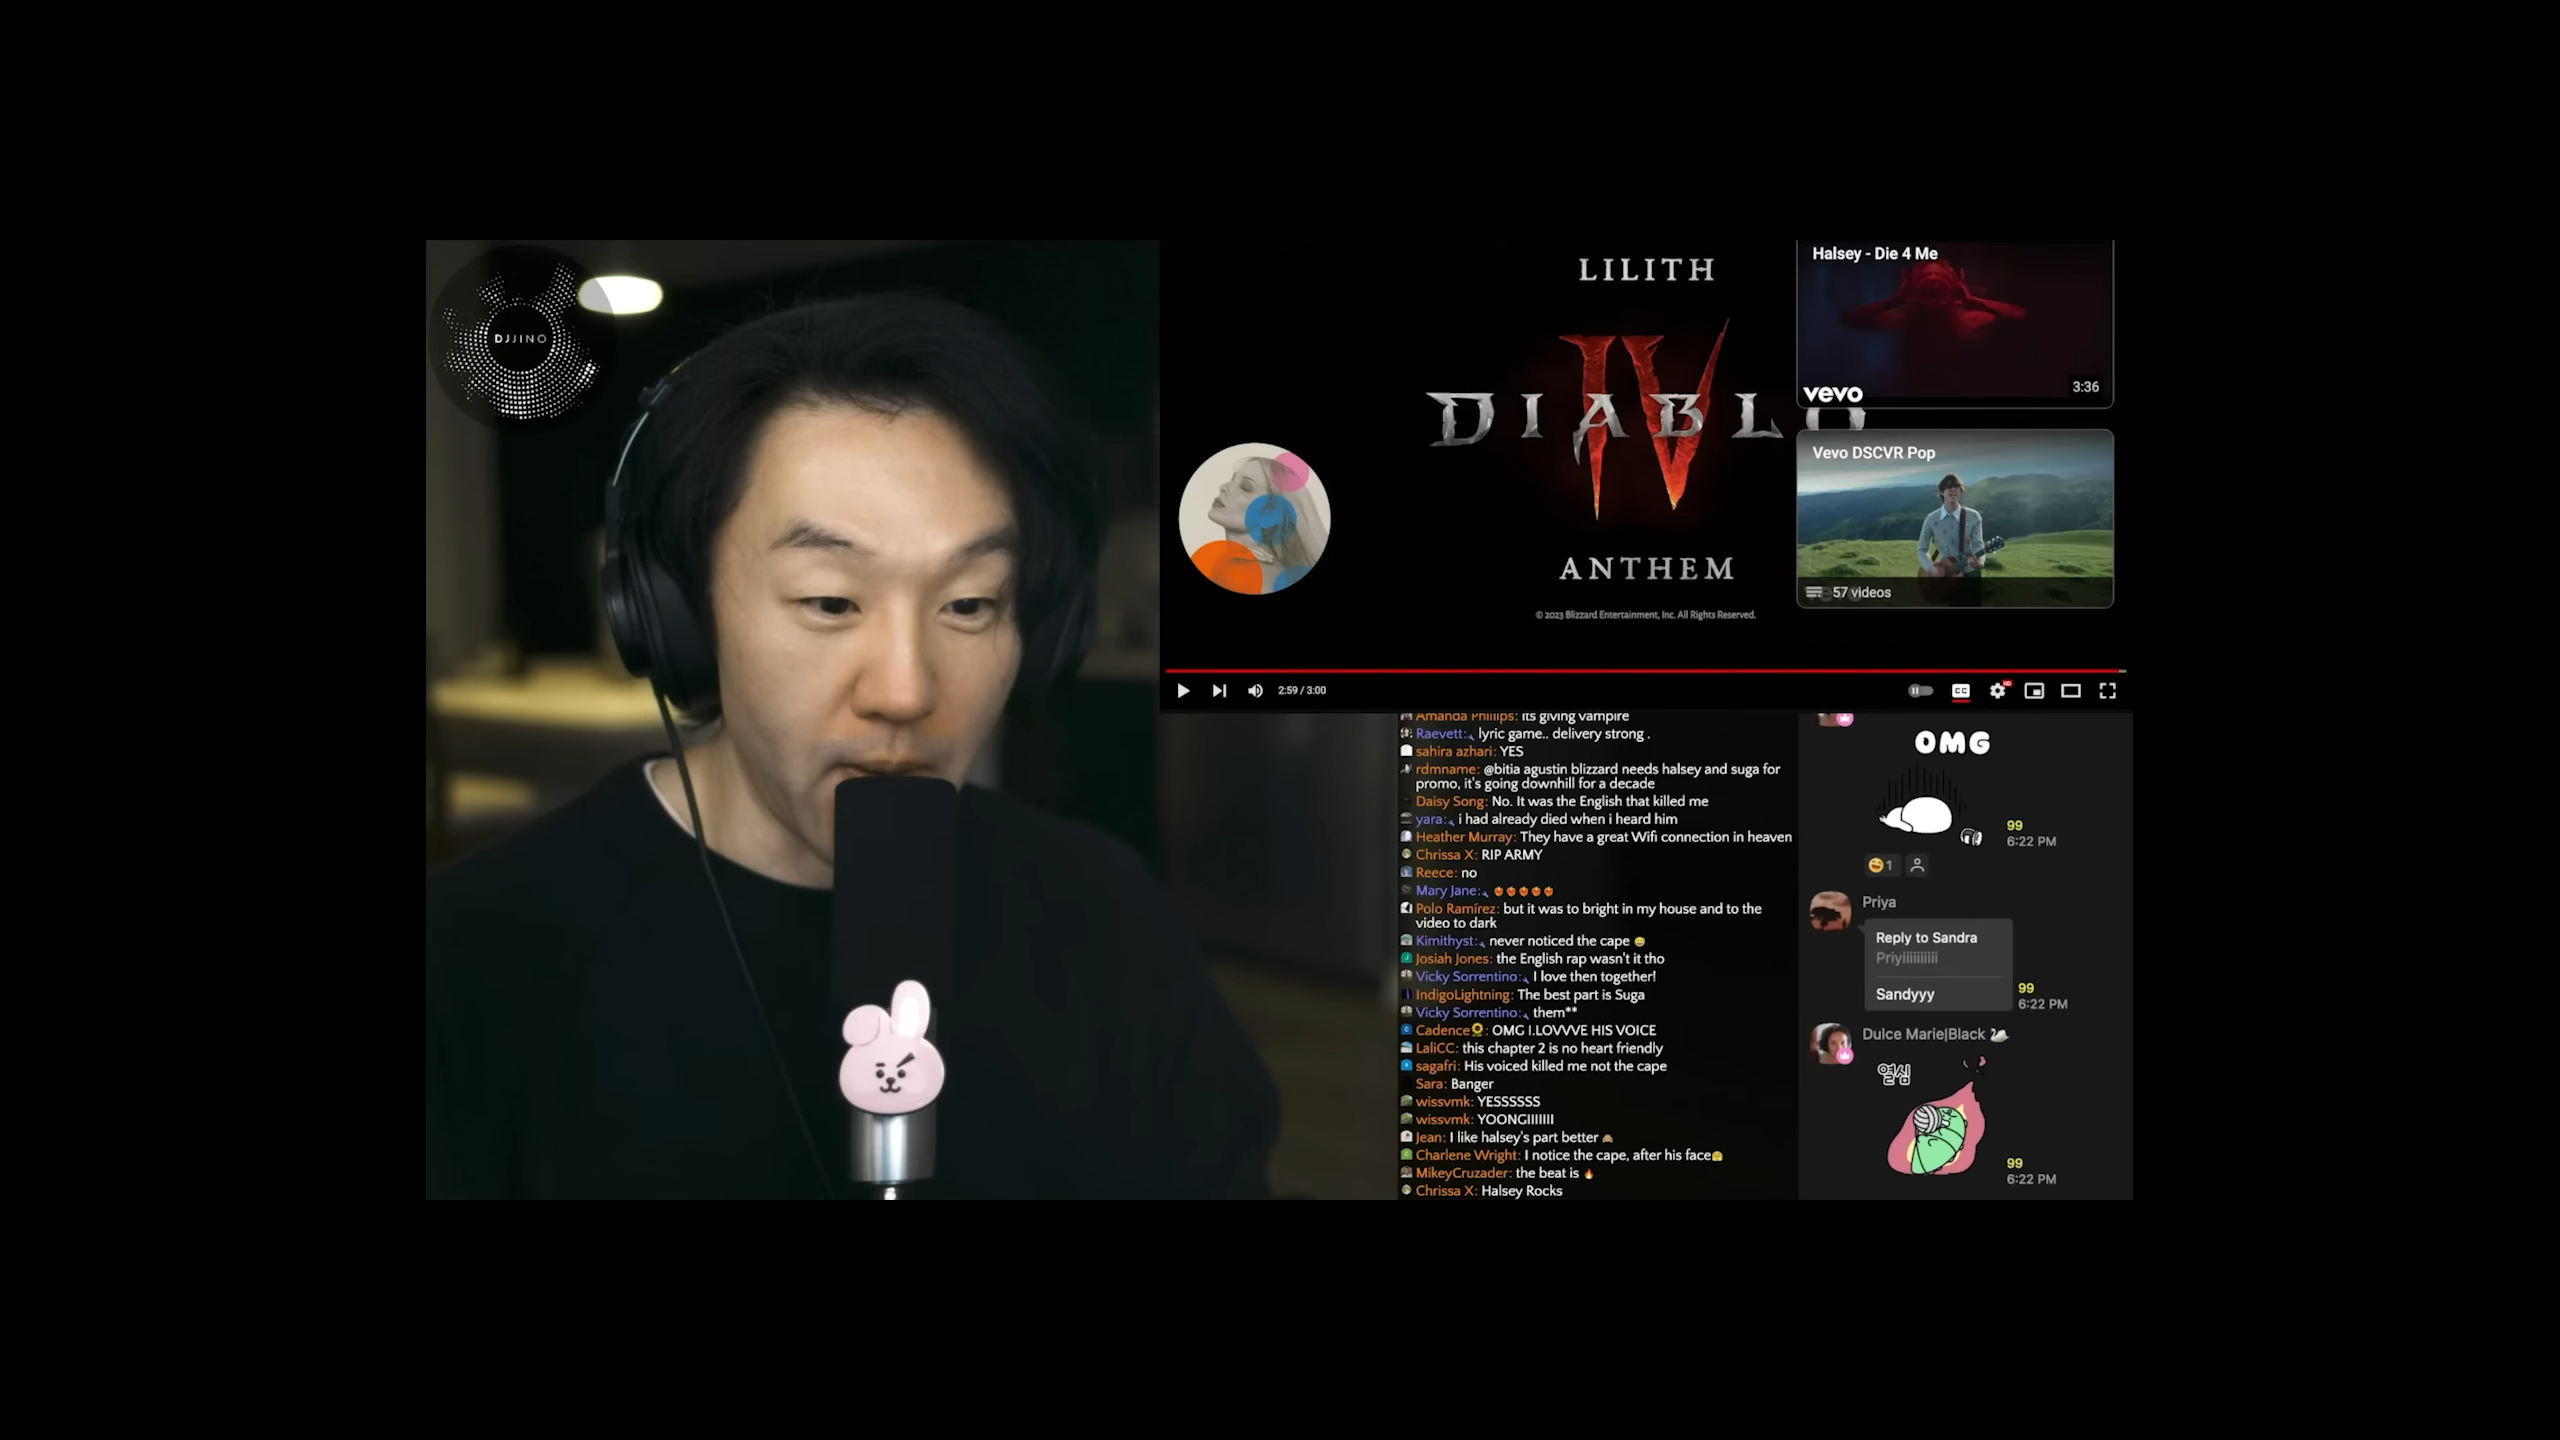 DJJINO
LILITH
IV
DIABLO
ANTHEM
© 2023 Blizzard Entertainment, Inc. All Rights Reserved.
Halsey - Die 4 Me
vevo
3:36
Vevo DSCVR Pop
57 videos
2:59 / 3:00
CC
HD
Amanda Phillips: its giving vampire
Raevett: lyric game.. delivery strong .
sahira azhari: YES
rdmname: @bitia agustin blizzard needs halsey and suga for
promo, it's going downhill for a decade
Daisy Song: No. It was the English that killed me
yara: i had already died when i heard him
Heather Murray: They have a great Wifi connection in heaven
Chrissa X: RIP ARMY
Reece: no
Mary Jane: ❤️‍🔥❤️‍🔥❤️‍🔥❤️‍🔥❤️‍🔥
Polo Ramírez: but it was to bright in my house and to the
video to dark
Kimithyst: never noticed the cape 😅
Josiah Jones: the English rap wasn't it tho
Vicky Sorrentino: I love then together!
IndigoLightning: The best part is Suga
Vicky Sorrentino: them**
Cadence🌻: OMG I.LOVVVE HIS VOICE
LaliCC: this chapter 2 is no heart friendly
sagafri: His voiced killed me not the cape
Sara: Banger
wissvmk: YESSSSSS
wissvmk: YOONGIIIIIII
Jean: I like halsey's part better 🙈
Charlene Wright: I notice the cape, after his face🤗
MikeyCruzader: the beat is 🔥
Chrissa X: Halsey Rocks
OMG
99
6:22 PM
😆 1
Priya
Reply to Sandra
Priyiiiiiiiiii
Sandyyy
99
6:22 PM
Dulce Marie|Black 🦢
열심
99
6:22 PM